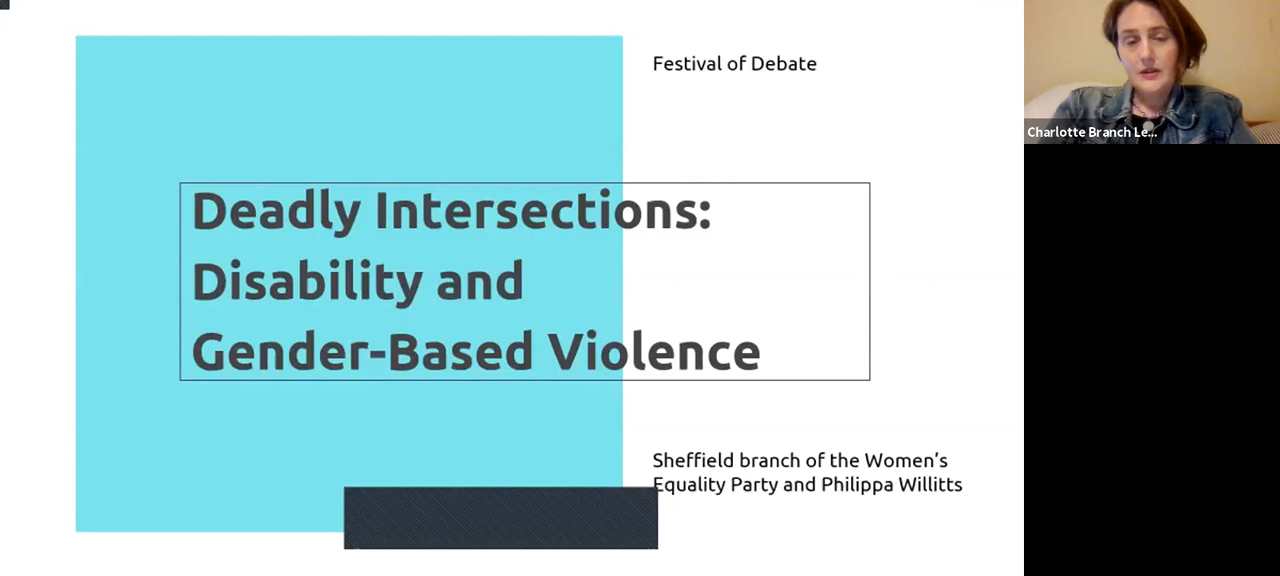 Festival of Debate
Deadly Intersections:
Disability and
Gender-Based Violence
Sheffield branch of the Women’s
Equality Party and Philippa Willitts
Charlotte Branch Le...